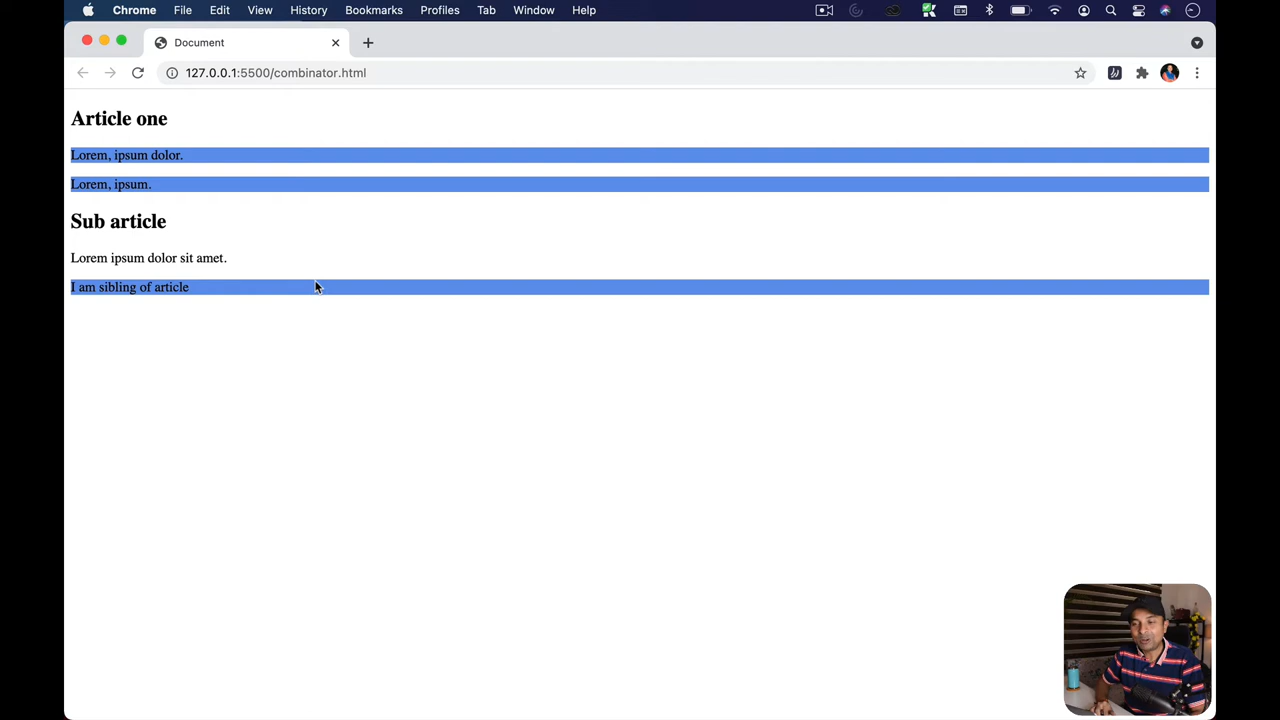 Chrome File Edit View History Bookmarks Profiles Tab Window Help
Document
127.0.0.1:5500/combinator.html
Article one
Lorem, ipsum dolor.
Lorem, ipsum.
Sub article
Lorem ipsum dolor sit amet.
I am sibling of article